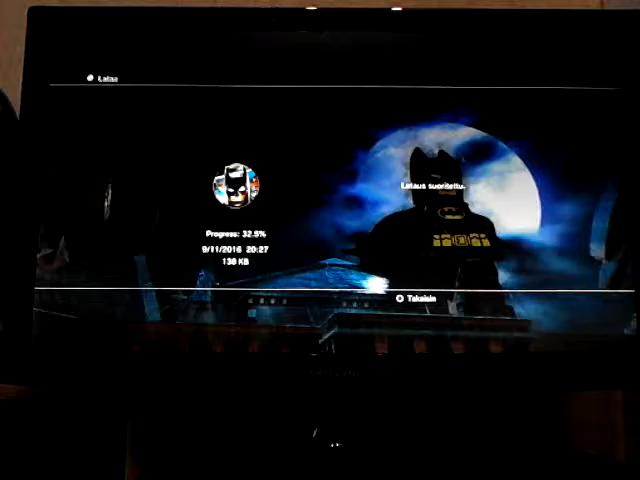 Lataa
Lataus suoritettu.
Progress: 32.5%
9/11/2016 20:27
138 KB
Takaisin